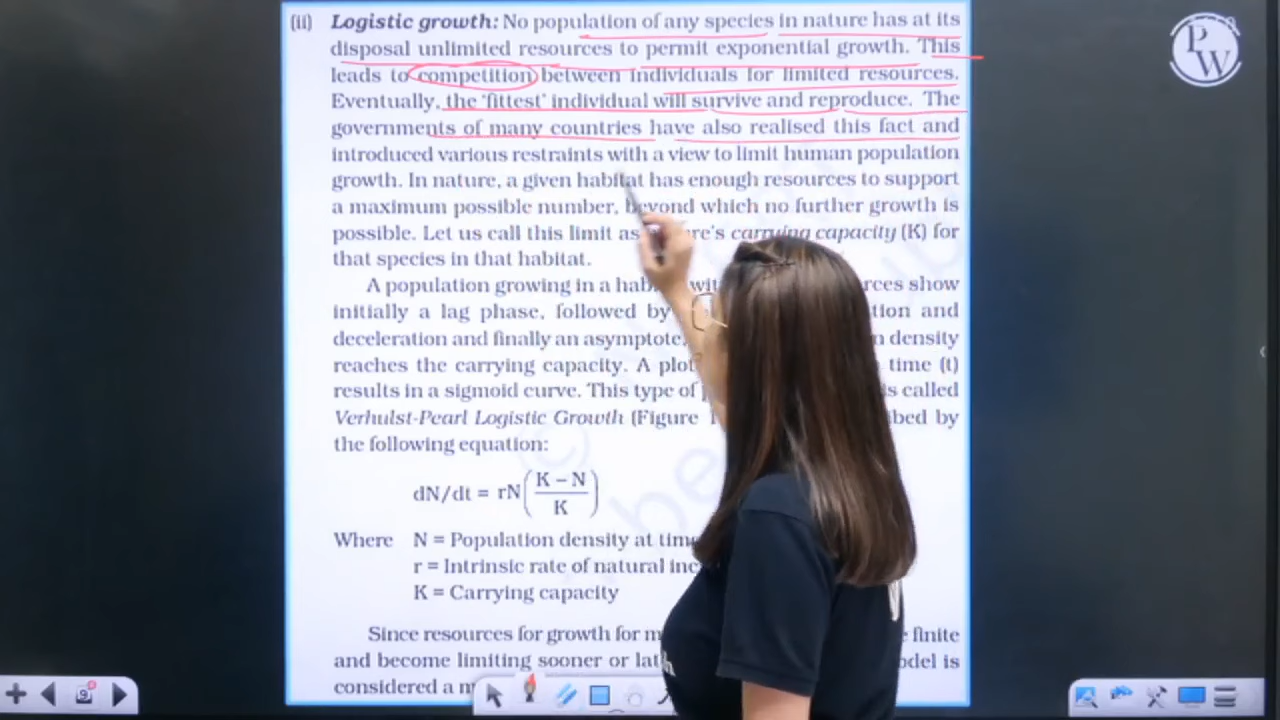 (ii) Logistic growth: No population of any species in nature has at its
disposal unlimited resources to permit exponential growth. This
leads to competition between individuals for limited resources.
Eventually, the 'fittest' individual will survive and reproduce. The
governments of many countries have also realised this fact and
introduced various restraints with a view to limit human population
growth. In nature, a given habitat has enough resources to support
a maximum possible number, beyond which no further growth is
possible. Let us call this limit as carrying capacity (K) for
that species in that habitat.
A population growing in a show
initially a lag phase, followed by and
deceleration and finally an asymptote, density
reaches the carrying capacity. A plot time (t)
results in a sigmoid curve. This type of is called
Verhulst-Pearl Logistic Growth (Figure by
the following equation:
dN/dt = rN((K – N)/K)
Where N = Population density at
r = Intrinsic rate of natural
K = Carrying capacity
Since resources for growth for finite
and become limiting sooner or is
considered a
PW